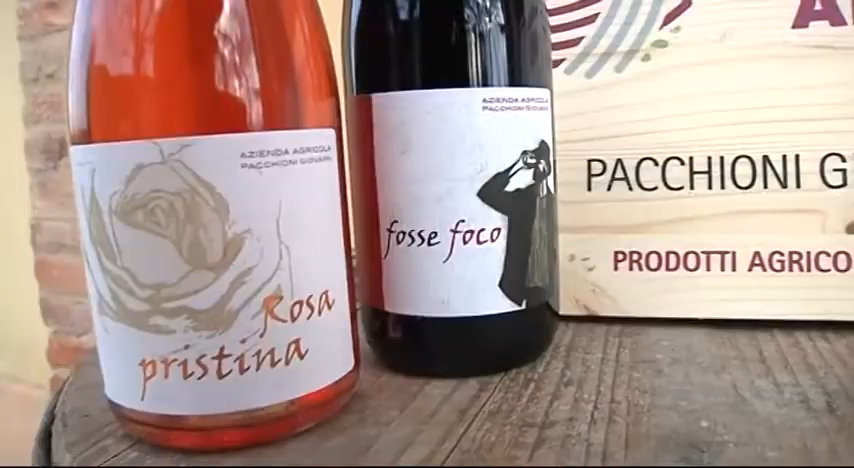 AZIENDA AGRICOLA
PACCHIONI GIOVANNI
Rosa
pristina
AZIENDA AGRICOLA
PACCHIONI GIOVANNI
fosse foco
PACCHIONI G
PRODOTTI AGRICO